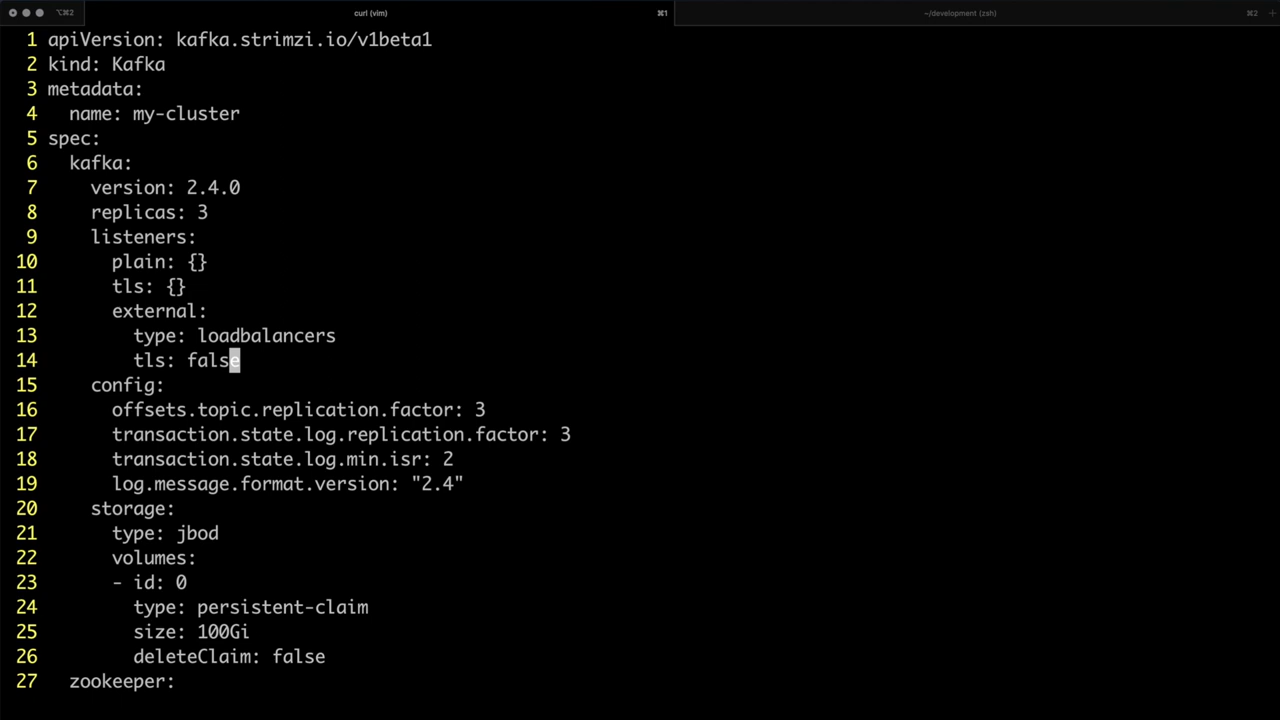 ⌥⌘2 curl (vim) ⌘1 ~/development (zsh) ⌘2 +
1 apiVersion: kafka.strimzi.io/v1beta1
2 kind: Kafka
3 metadata:
4   name: my-cluster
5 spec:
6   kafka:
7     version: 2.4.0
8     replicas: 3
9     listeners:
10       plain: {}
11       tls: {}
12       external:
13         type: loadbalancers
14         tls: false
15     config:
16       offsets.topic.replication.factor: 3
17       transaction.state.log.replication.factor: 3
18       transaction.state.log.min.isr: 2
19       log.message.format.version: "2.4"
20     storage:
21       type: jbod
22       volumes:
23       - id: 0
24         type: persistent-claim
25         size: 100Gi
26         deleteClaim: false
27   zookeeper: